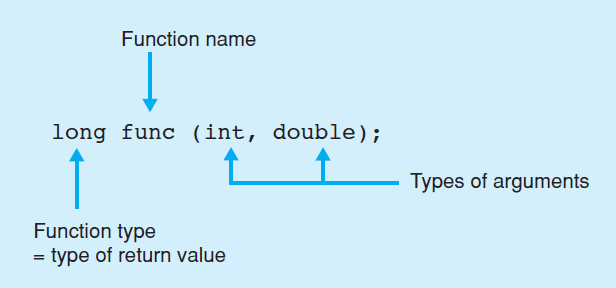 Function name
long func (int, double);
Types of arguments
Function type
= type of return value